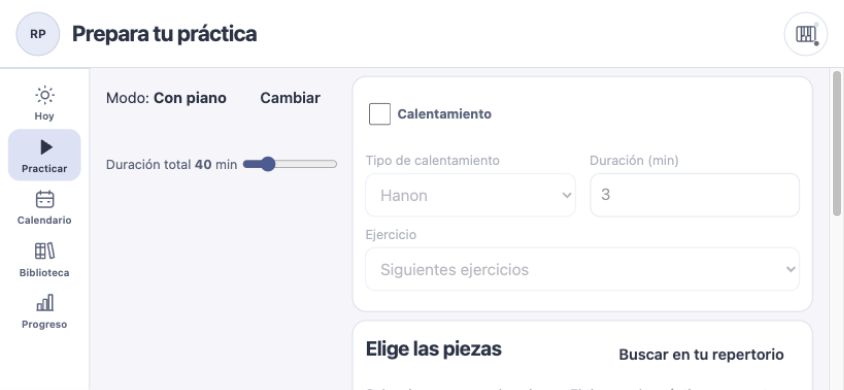 RP
Prepara tu práctica
Hoy
Practicar
Calendario
Biblioteca
Progreso
Modo: Con piano Cambiar
Duración total 40 min
Calentamiento
Tipo de calentamiento Duración (min)
Hanon 3
Ejercicio
Siguientes ejercicios
Elige las piezas
Buscar en tu repertorio